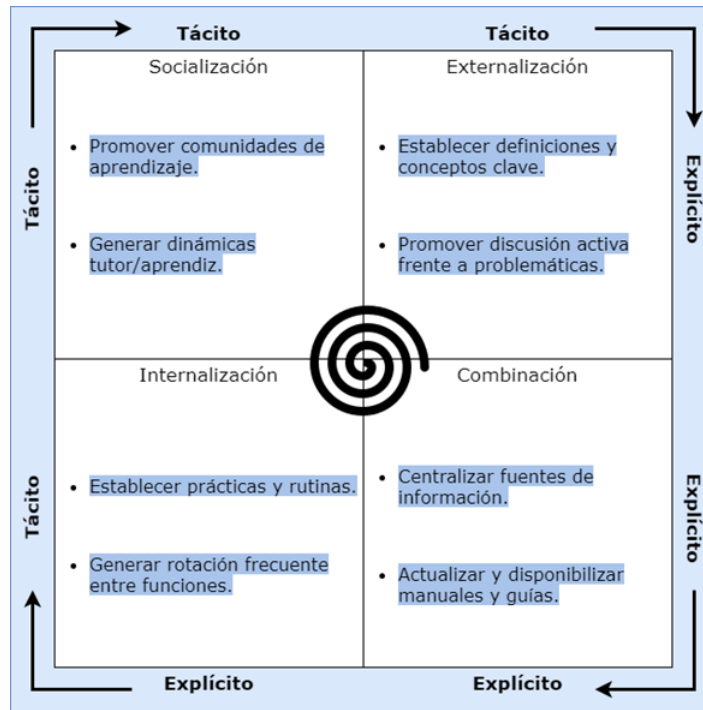 Tácito
Tácito
Socialización
Externalización
Tácito
• Promover comunidades de
aprendizaje.
• Generar dinámicas
tutor/aprendiz.
• Establecer definiciones y
conceptos clave.
• Promover discusión activa
frente a problemáticas.
Explícito
Internalización
Combinación
Tácito
• Establecer prácticas y rutinas.
• Generar rotación frecuente
entre funciones.
• Centralizar fuentes de
información.
• Actualizar y disponibilizar
manuales y guías.
Explícito
Explícito
Explícito